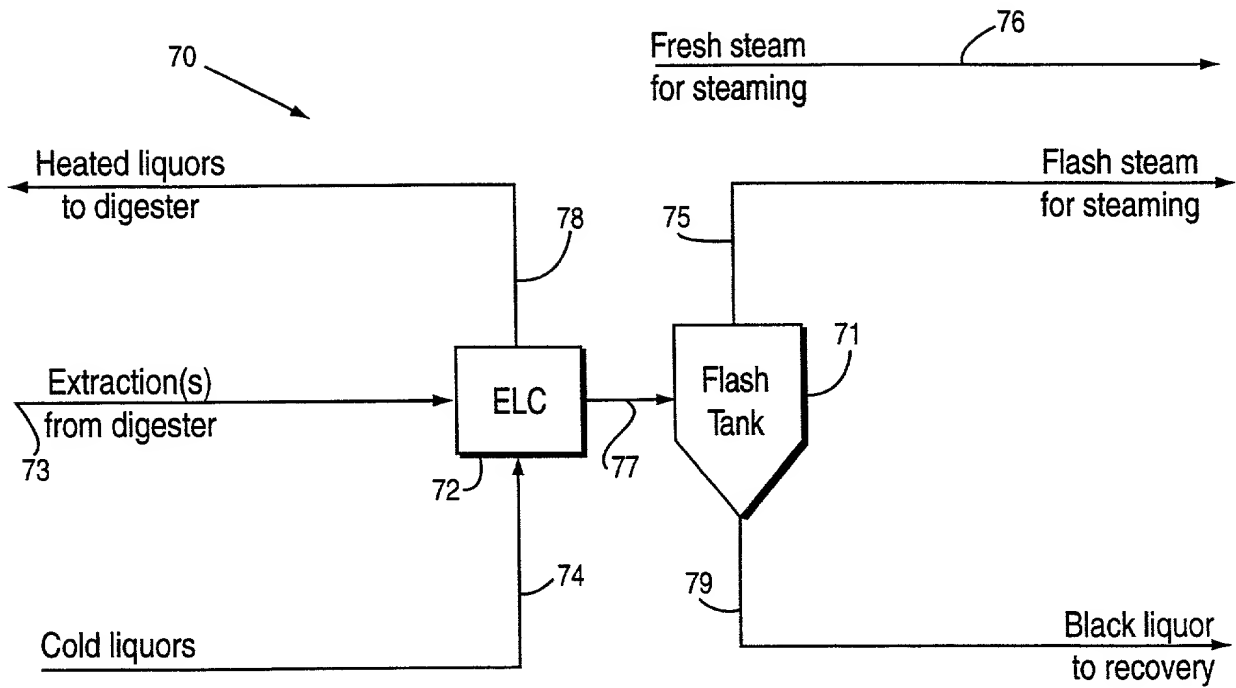 76
Fresh steam
for steaming
70
Heated liquors
to digester
Flash steam
for steaming
78
75
71
Extraction(s)
from digester
ELC
Flash
Tank
73
72
77
74
79
Cold liquors
Black liquor
to recovery